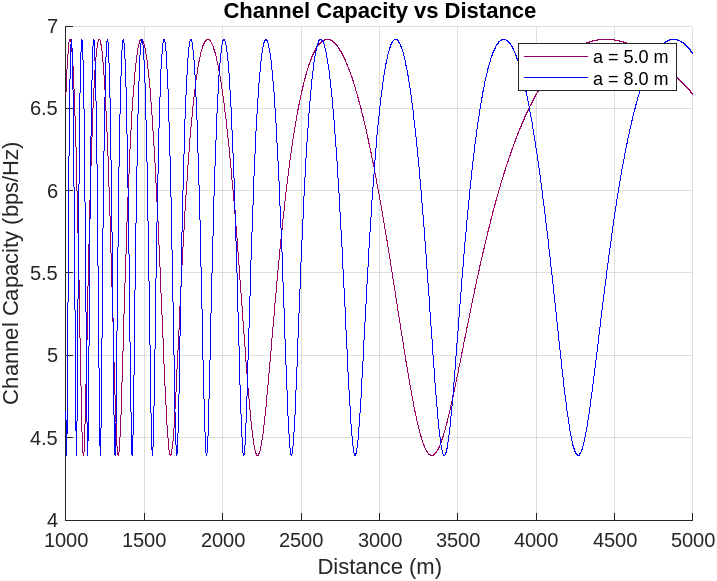 Channel Capacity vs Distance
7
6.5
6
5.5
5
4.5
4
Channel Capacity (bps/Hz)
a = 5.0 m
a = 8.0 m
1000 1500 2000 2500 3000 3500 4000 4500 5000
Distance (m)